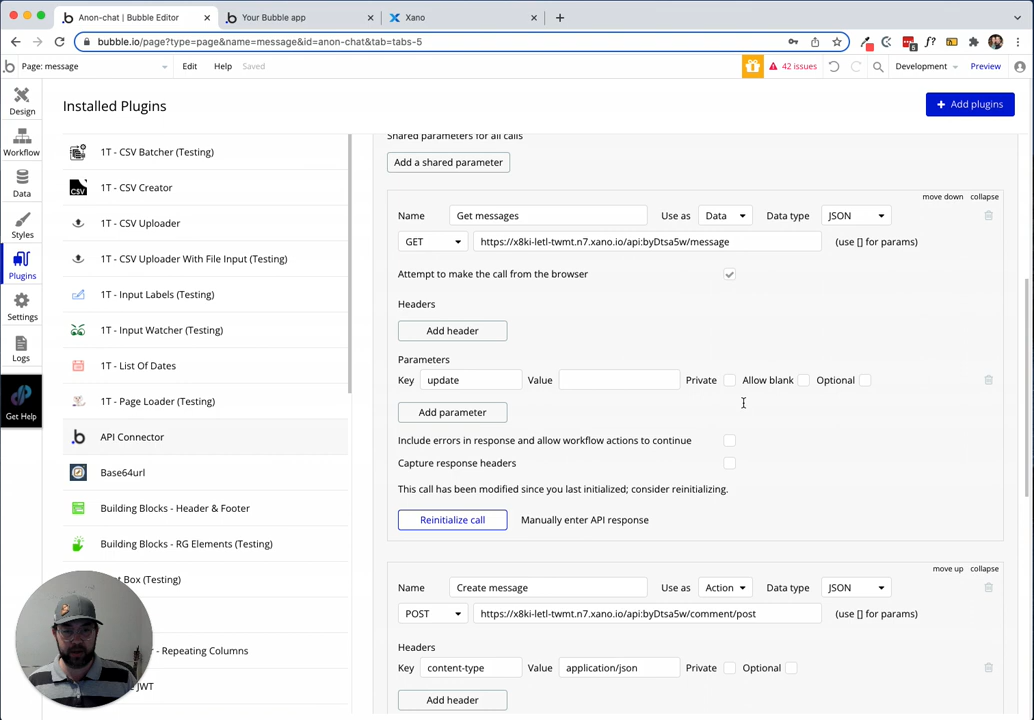 Anon-chat | Bubble Editor
Your Bubble app
Xano
bubble.io/page?type=page&name=message&id=anon-chat&tab=tabs-5
5
f?
Page: message
Edit
Help
Saved
42 issues
Development
Preview
Design
Workflow
Data
Styles
Plugins
Settings
Logs
Get Help
Installed Plugins
+ Add plugins
1T - CSV Batcher (Testing)
CSV
1T - CSV Creator
1T - CSV Uploader
1T - CSV Uploader With File Input (Testing)
1T - Input Labels (Testing)
1T - Input Watcher (Testing)
1T - List Of Dates
1T - Page Loader (Testing)
API Connector
Base64url
Building Blocks - Header & Footer
Building Blocks - RG Elements (Testing)
Box (Testing)
- Repeating Columns
JWT
Shared parameters for all calls
Add a shared parameter
move down
collapse
Name
Get messages
Use as
Data
Data type
JSON
GET
https://x8ki-letl-twmt.n7.xano.io/api:byDtsa5w/message
(use [] for params)
Attempt to make the call from the browser
Headers
Add header
Parameters
Key
update
Value
Private
Allow blank
Optional
Add parameter
Include errors in response and allow workflow actions to continue
Capture response headers
This call has been modified since you last initialized; consider reinitializing.
Reinitialize call
Manually enter API response
move up
collapse
Name
Create message
Use as
Action
Data type
JSON
POST
https://x8ki-letl-twmt.n7.xano.io/api:byDtsa5w/comment/post
(use [] for params)
Headers
Key
content-type
Value
application/json
Private
Optional
Add header